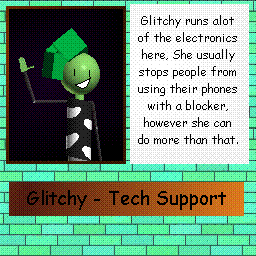 Glitchy runs alot
of the electronics
here, She usually
stops people from
using their phones
with a blocker,
however she can
do more than that.
Glitchy - Tech Support